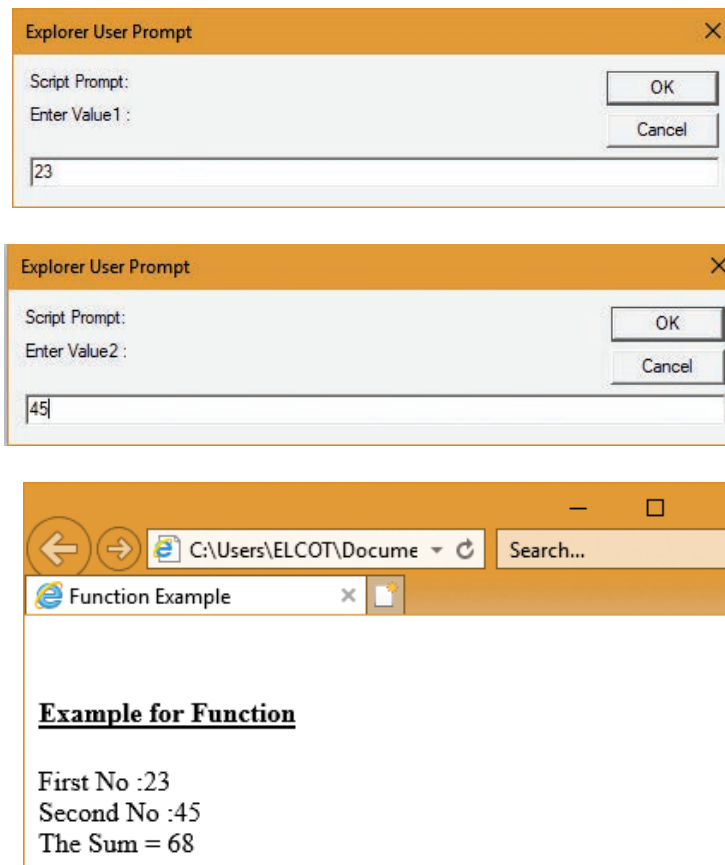 Explorer User Prompt
Script Prompt:
OK
Enter Value1 :
Cancel
23
Explorer User Prompt
Script Prompt:
OK
Enter Value2 :
Cancel
45
C:\Users\ELCOT\Docume
Search...
Function Example
Example for Function
First No :23
Second No :45
The Sum = 68